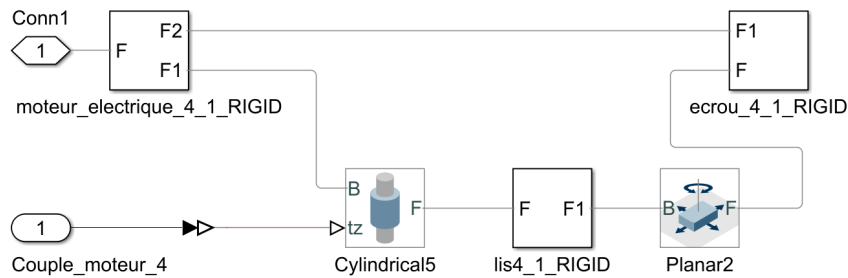 Conn1
1
F
F2
F1
moteur_electrique_4_1_RIGID
F1
F
ecrou_4_1_RIGID
1
Couple_moteur_4
B
tz
F
Cylindrical5
F
F1
lis4_1_RIGID
B
F
Planar2